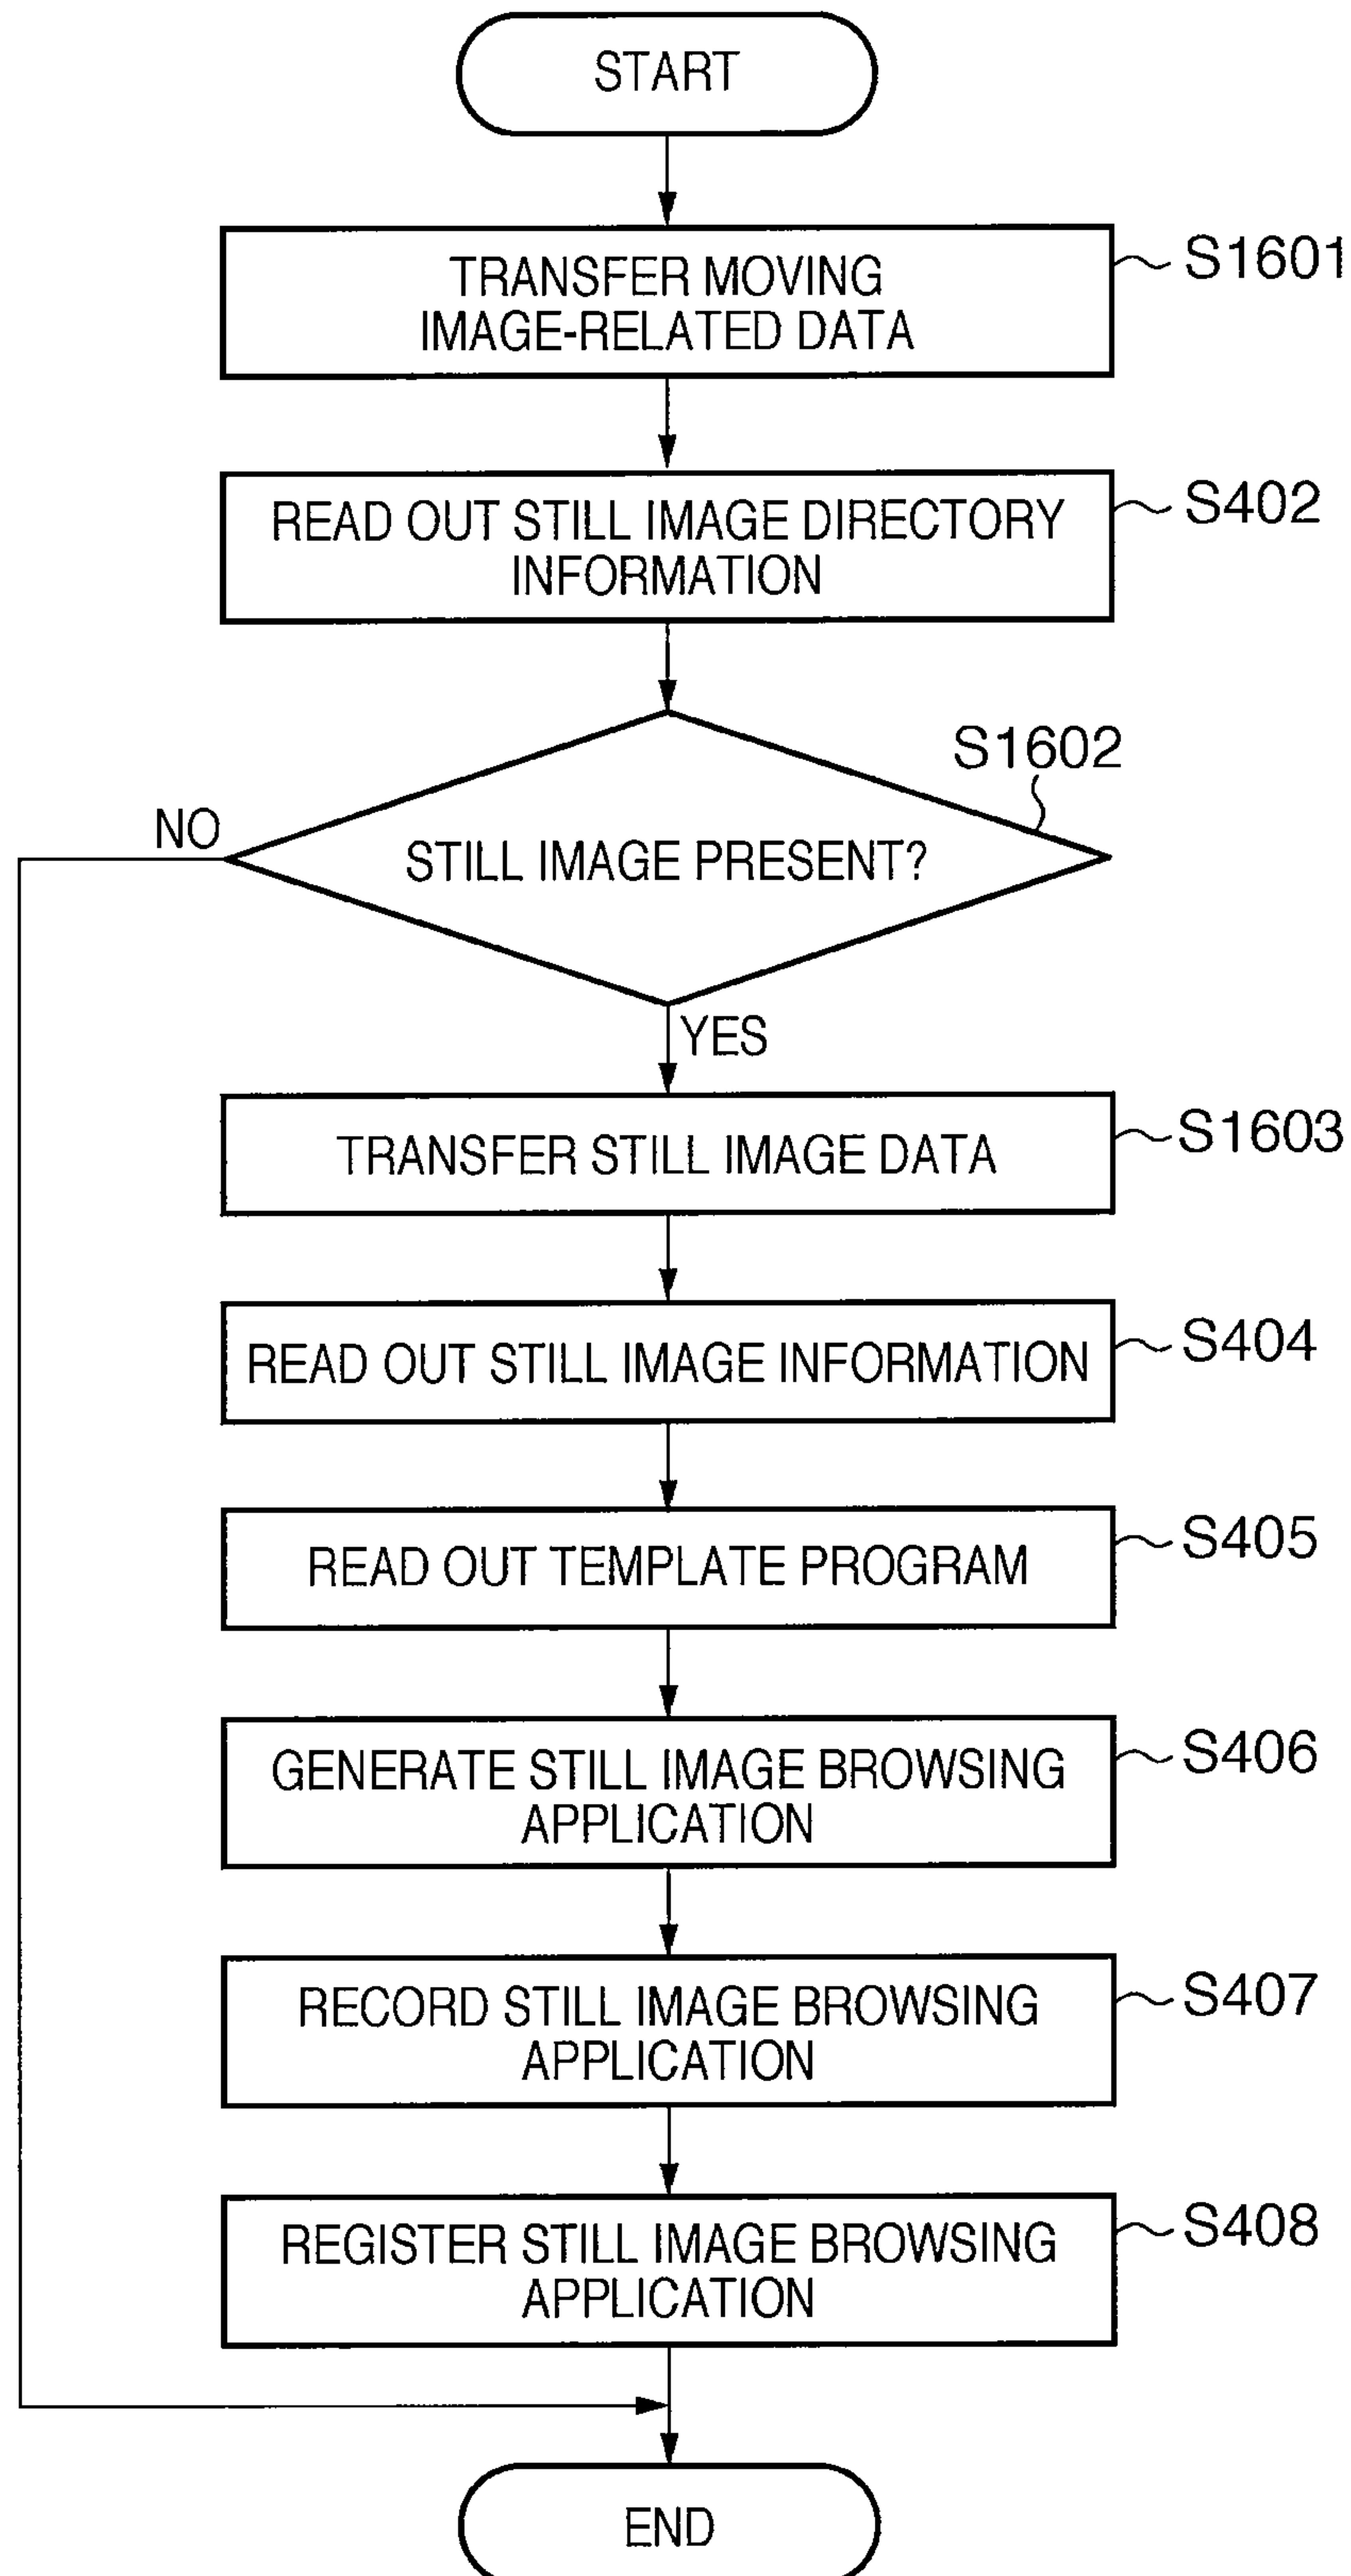 START
TRANSFER MOVING
IMAGE-RELATED DATA
S1601
READ OUT STILL IMAGE DIRECTORY
INFORMATION
S402
S1602
NO
STILL IMAGE PRESENT?
YES
TRANSFER STILL IMAGE DATA
S1603
READ OUT STILL IMAGE INFORMATION
S404
READ OUT TEMPLATE PROGRAM
S405
GENERATE STILL IMAGE BROWSING
APPLICATION
S406
RECORD STILL IMAGE BROWSING
APPLICATION
S407
REGISTER STILL IMAGE BROWSING
APPLICATION
S408
END